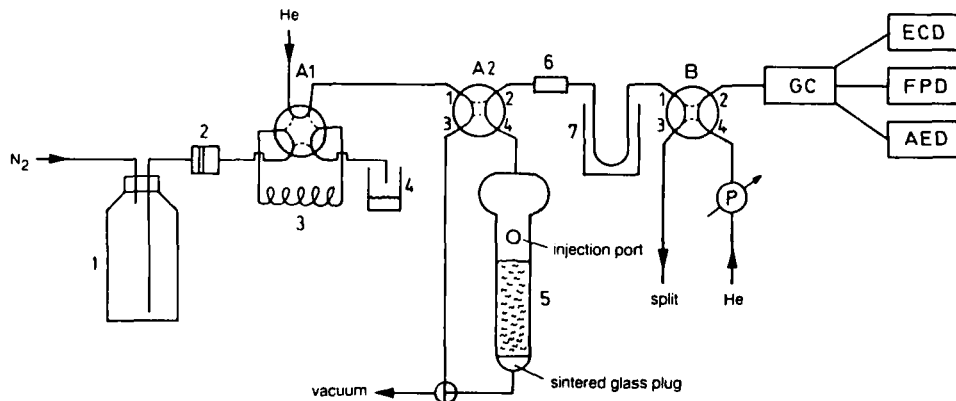 He
A1
A2
6
B
ECD
1 2
3 4
1 2
3 4
GC
FPD
AED
2
N2
7
4
3
P
1
injection port
5
split
He
vacuum
sintered glass plug